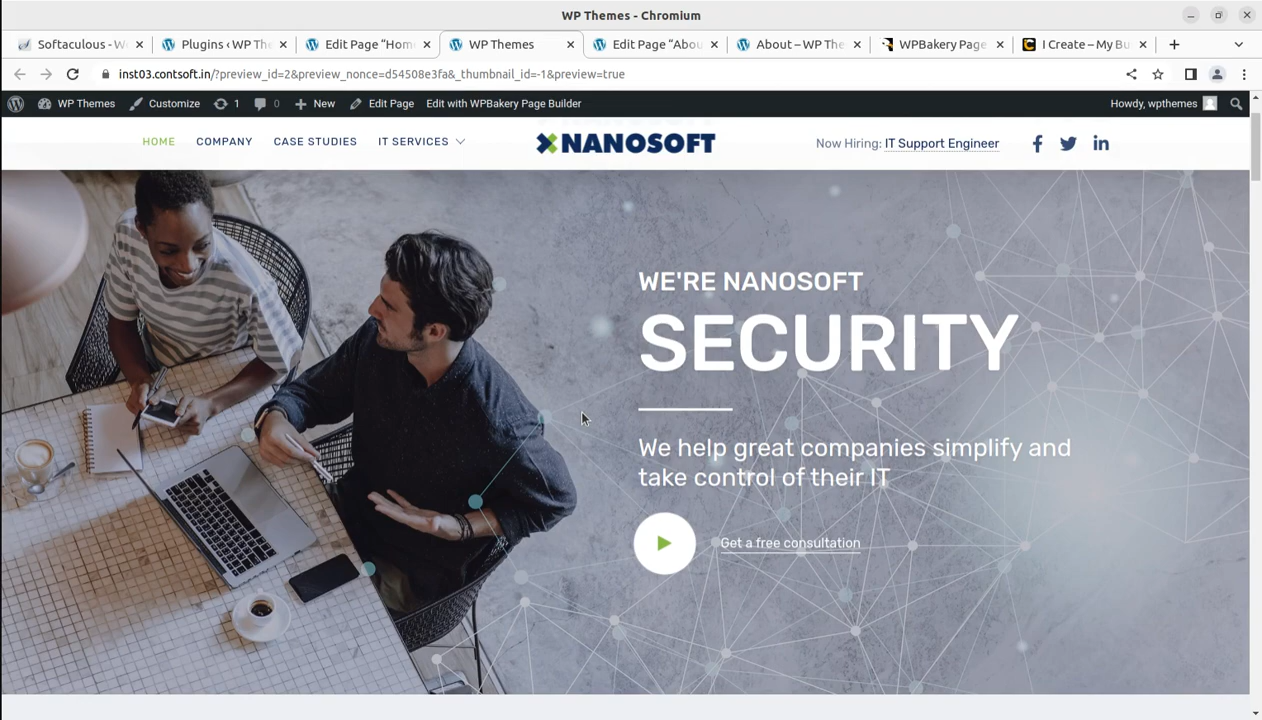 WP Themes - Chromium
Softaculous - Wo
Plugins ‹ WP The
Edit Page “Hom
WP Themes
Edit Page “Abou
About – WP The
WPBakery Page
I Create – My Bu
inst03.contsoft.in/?preview_id=2&preview_nonce=d54508e3fa&_thumbnail_id=-1&preview=true
WP Themes
Customize
1
0
New
Edit Page
Edit with WPBakery Page Builder
Howdy, wpthemes
HOME
COMPANY
CASE STUDIES
IT SERVICES
NANOSOFT
Now Hiring: IT Support Engineer
WE'RE NANOSOFT
SECURITY
We help great companies simplify and
take control of their IT
Get a free consultation